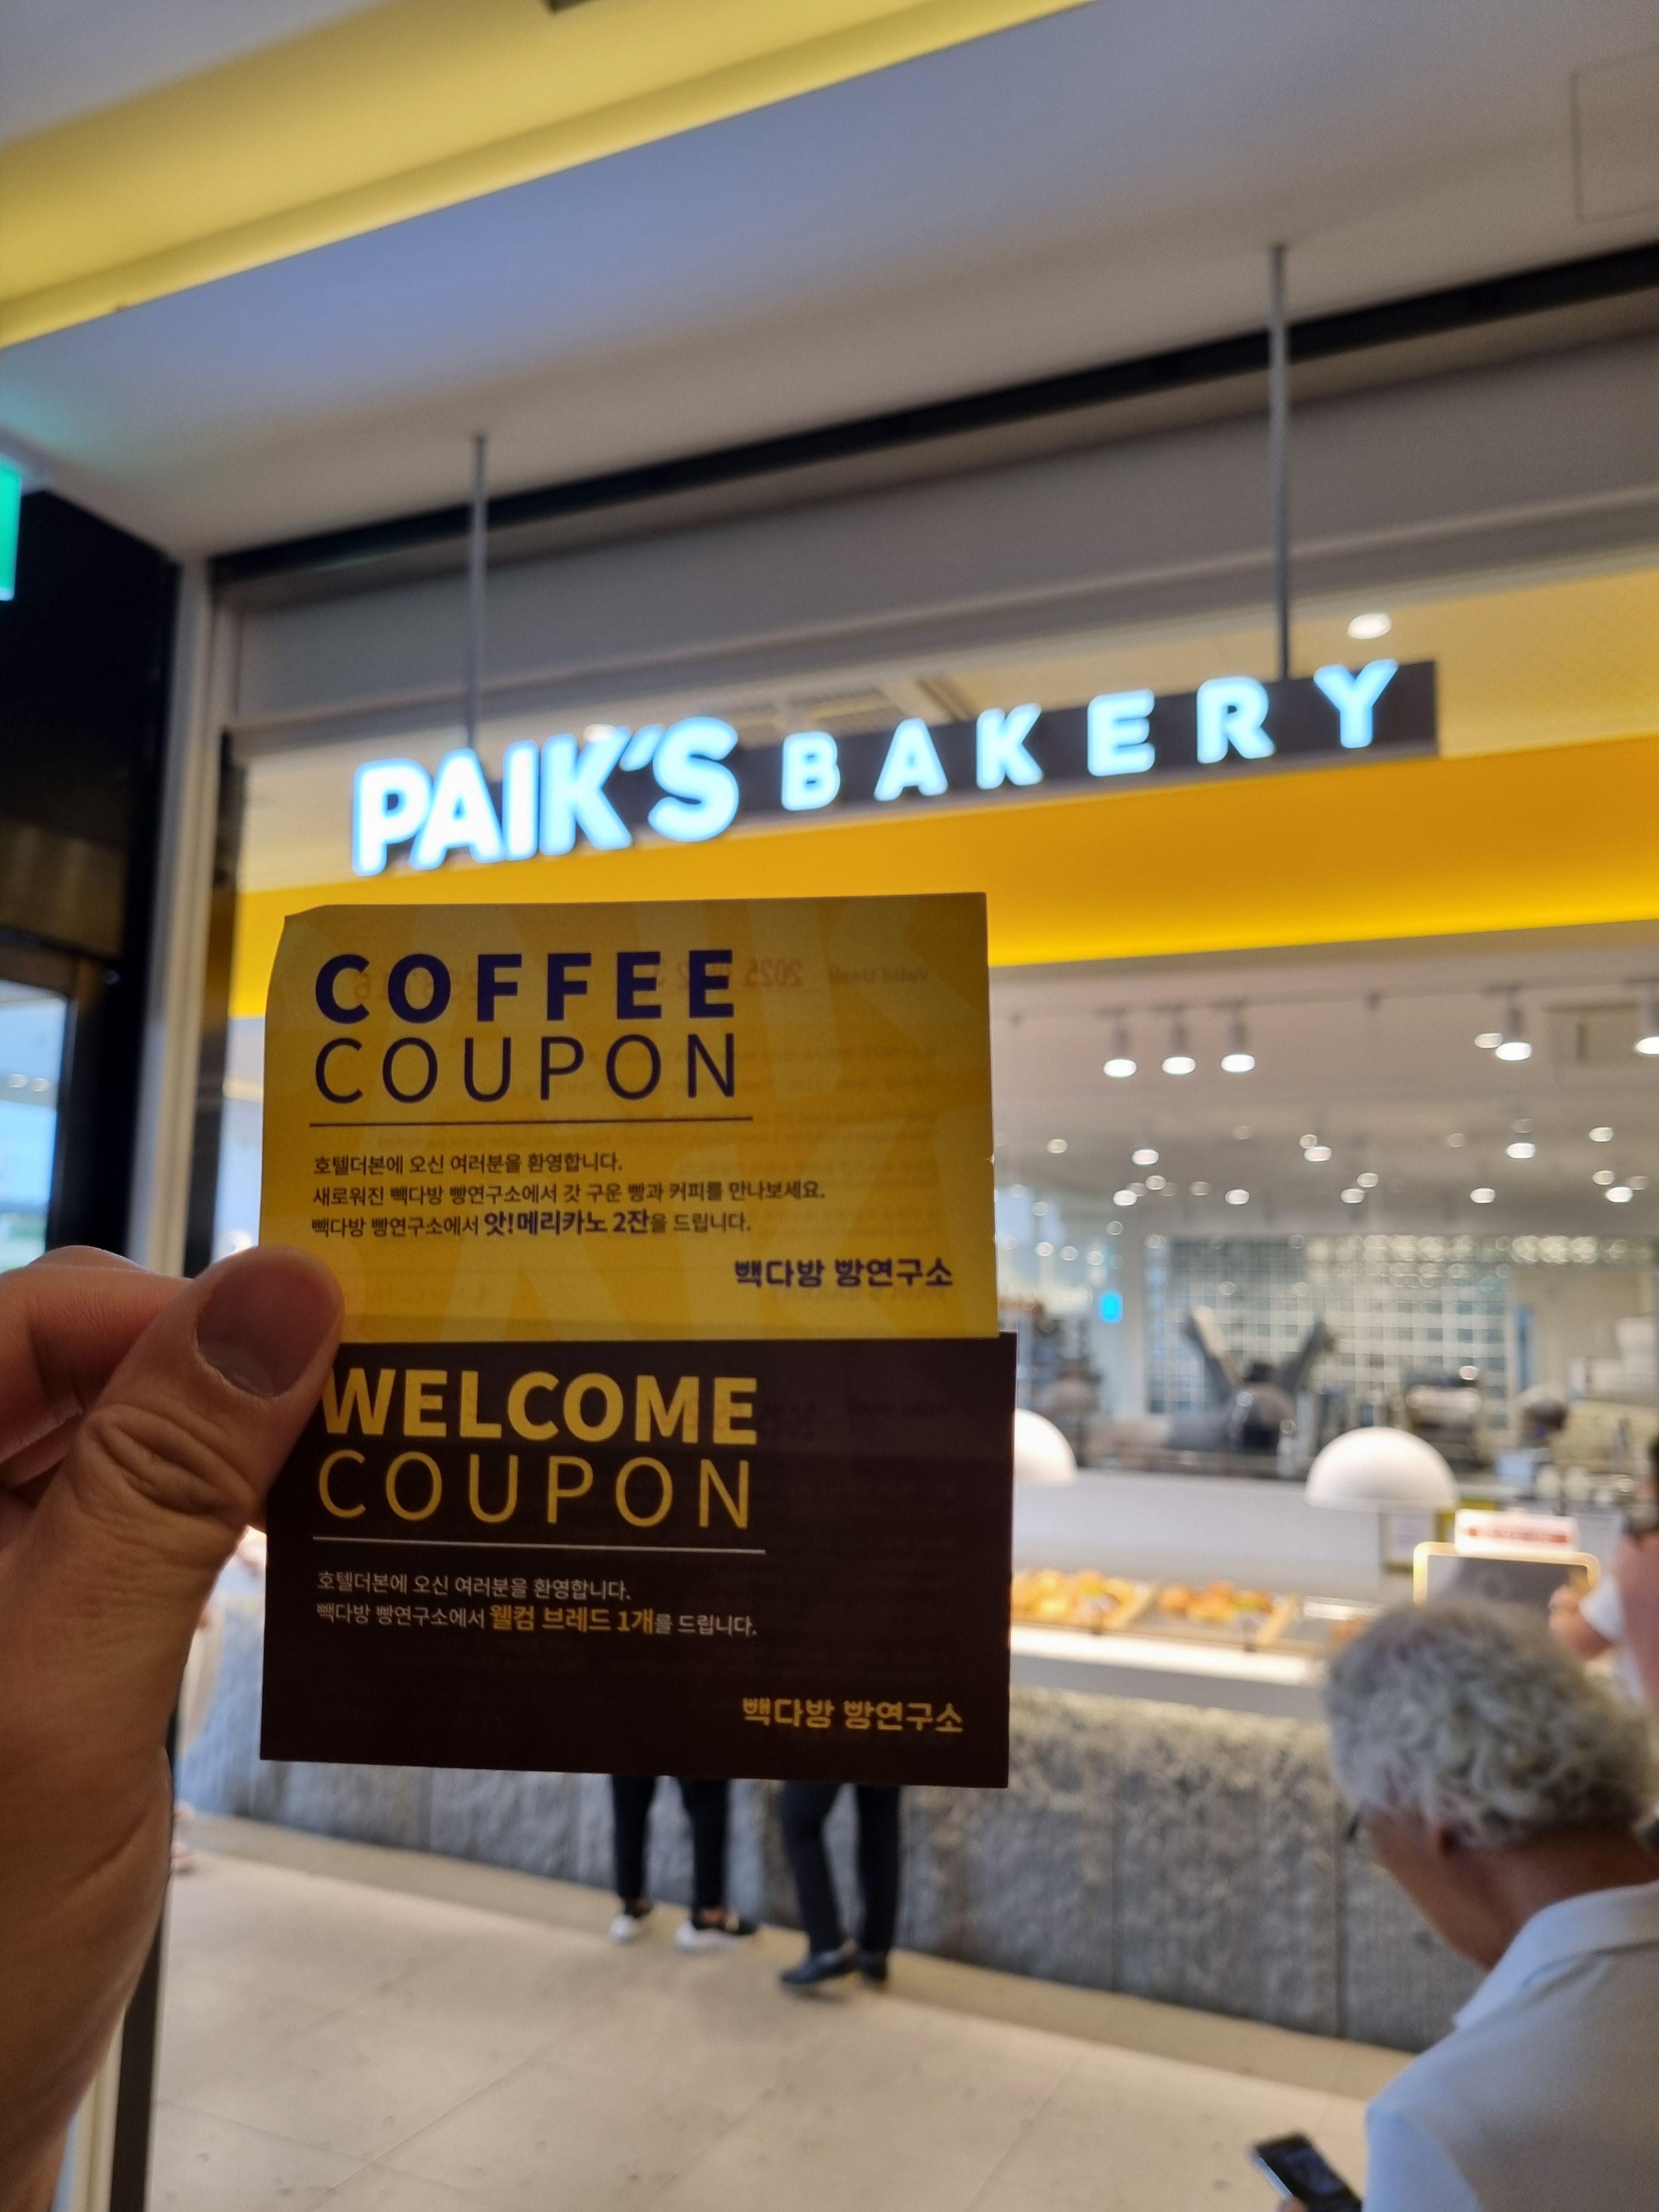 PAIK'S BAKERY
COFFEE
COUPON
호텔더본에 오신 여러분을 환영합니다.
새로워진 빽다방 빵연구소에서 갓 구운 빵과 커피를 만나보세요.
빽다방 빵연구소에서 앗!메리카노 2잔을 드립니다.
빽다방 빵연구소
WELCOME
COUPON
호텔더본에 오신 여러분을 환영합니다.
빽다방 빵연구소에서 웰컴 브레드 1개를 드립니다.
빽다방 빵연구소